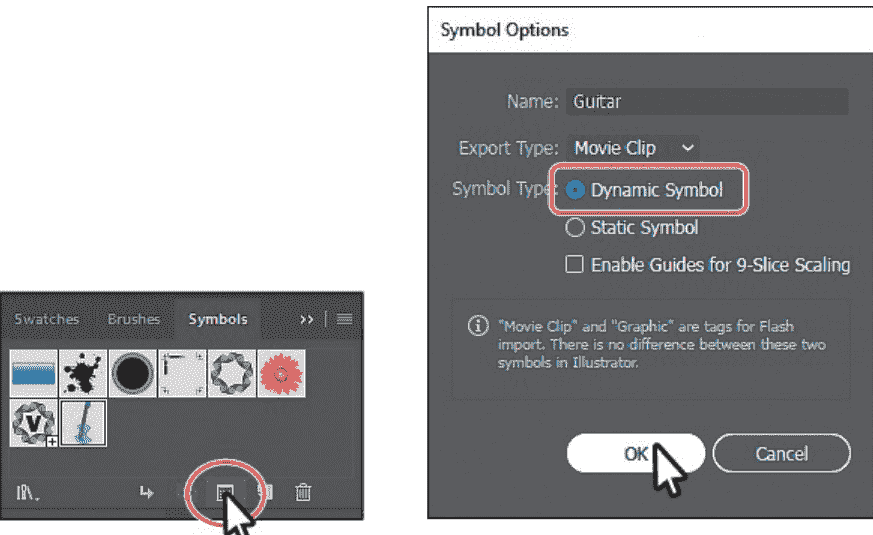 Symbol Options
Name: Guitar
Export Type: Movie Clip
Symbol Type: Dynamic Symbol
Static Symbol
Enable Guides for 9-Slice Scaling
"Movie Clip" and "Graphic" are tags for Flash
import. There is no difference between these two
symbols in Illustrator.
OK Cancel
Swatches Brushes Symbols
V